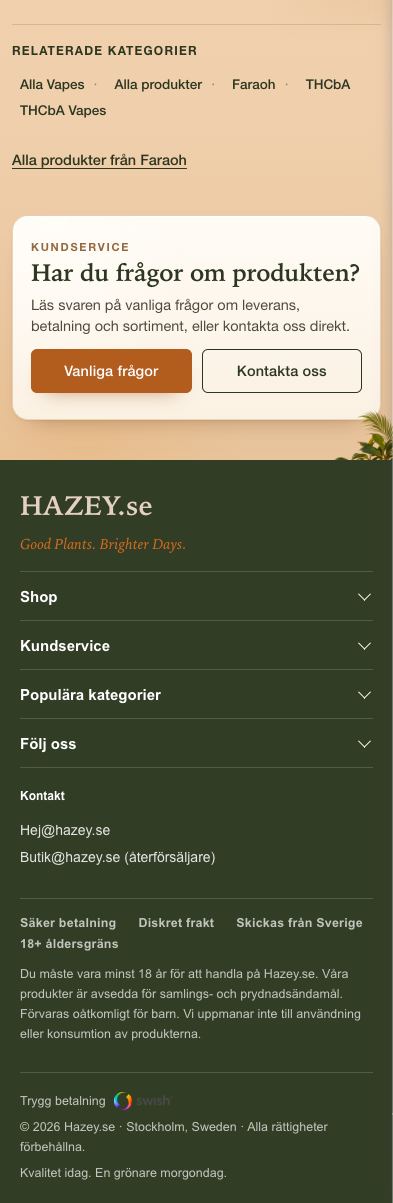 RELATERADE KATEGORIER
Alla Vapes · Alla produkter · Faraoh · THCbA
THCbA Vapes
Alla produkter från Faraoh
KUNDSERVICE
Har du frågor om produkten?
Läs svaren på vanliga frågor om leverans,
betalning och sortiment, eller kontakta oss direkt.
Vanliga frågor Kontakta oss
HAZEY.se
Good Plants. Brighter Days.
Shop
Kundservice
Populära kategorier
Följ oss
Kontakt
Hej@hazey.se
Butik@hazey.se (återförsäljare)
Säker betalning Diskret frakt Skickas från Sverige
18+ åldersgräns
Du måste vara minst 18 år för att handla på Hazey.se. Våra
produkter är avsedda för samlings- och prydnadsändamål.
Förvaras oåtkomligt för barn. Vi uppmanar inte till användning
eller konsumtion av produkterna.
Trygg betalning swish
© 2026 Hazey.se · Stockholm, Sweden · Alla rättigheter
förbehållna.
Kvalitet idag. En grönare morgondag.